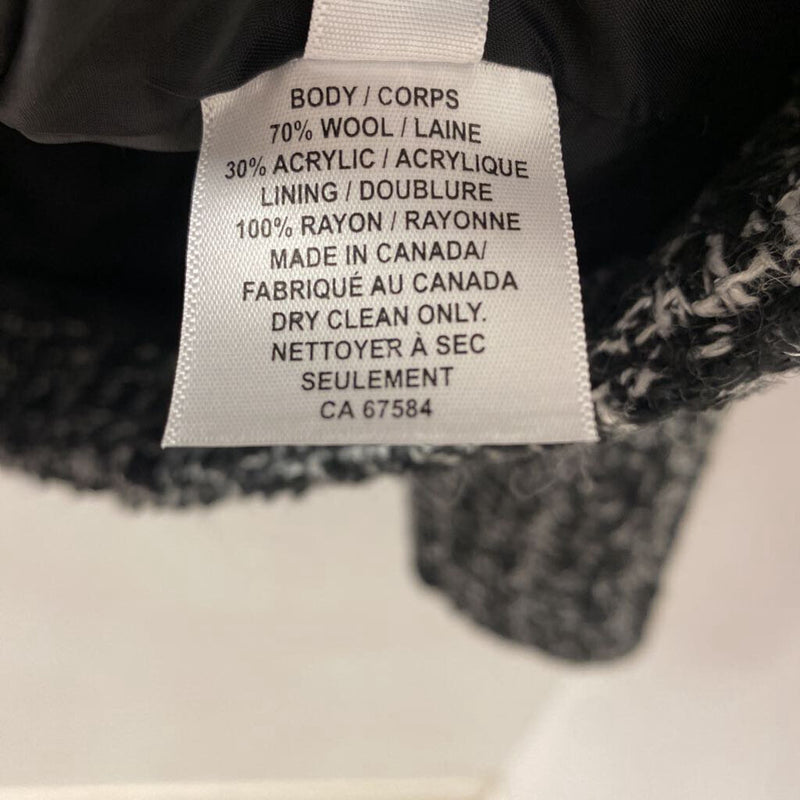 BODY / CORPS
70% WOOL / LAINE
30% ACRYLIC / ACRYLIQUE
LINING / DOUBLURE
100% RAYON / RAYONNE
MADE IN CANADA/
FABRIQUÉ AU CANADA
DRY CLEAN ONLY.
NETTOYER À SEC
SEULEMENT
CA 67584